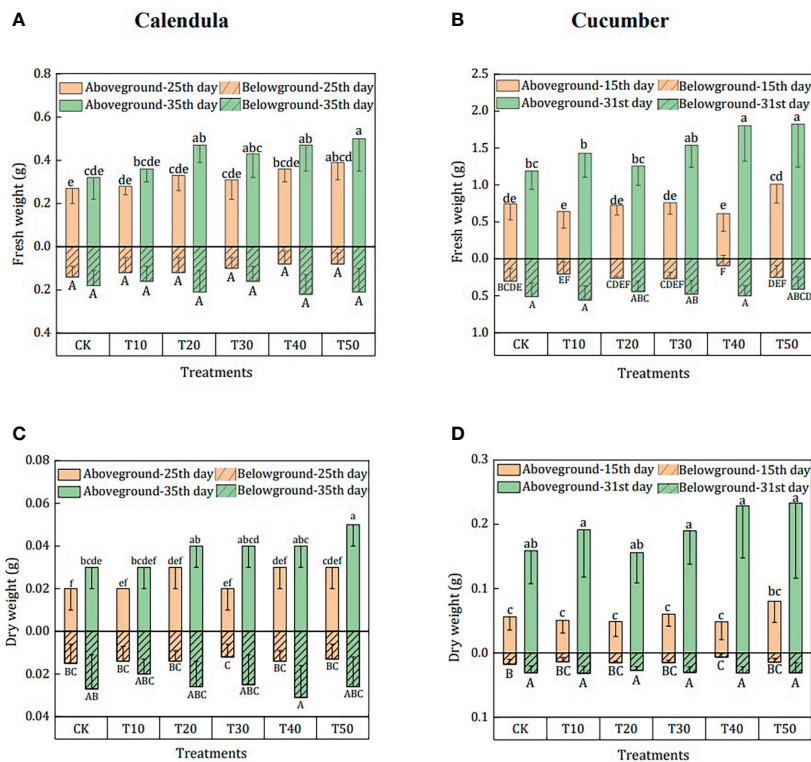 A Calendula
B Cucumber
0.8
Aboveground-25th day Belowground-25th day
Aboveground-35th day Belowground-35th day
0.6
0.4
0.2
0.0
0.2
0.4
Fresh weight (g)
e cde de bcde cde ab cde abc cde ab abcd a
A A A A A A A A A A A A
CK T10 T20 T30 T40 T50
Treatments
2.5
Aboveground-15th day Belowground-15th day
Aboveground-31st day Belowground-31st day
2.0
1.5
1.0
0.5
0.0
0.5
1.0
Fresh weight (g)
de bc e b de bc de ab e a cd a
BCDE A EF A CDEF ABC CDEF AB F A DEF ABCD
CK T10 T20 T30 T40 T50
Treatments
C
0.08
Aboveground-25th day Belowground-25th day
Aboveground-35th day Belowground-35th day
0.06
0.04
0.02
0.00
0.02
0.04
Dry weight (g)
f bcde ef bcdef def ab ef abcd def abc cdef a
BC AB BC ABC BC ABC C ABC BC A BC ABC
CK T10 T20 T30 T40 T50
Treatments
D
0.3
Aboveground-15th day Belowground-15th day
Aboveground-31st day Belowground-31st day
0.2
0.1
0.0
0.1
Dry weight (g)
c ab c a c ab c a c a bc a
B A BC A BC A BC A C A BC A
CK T10 T20 T30 T40 T50
Treatments